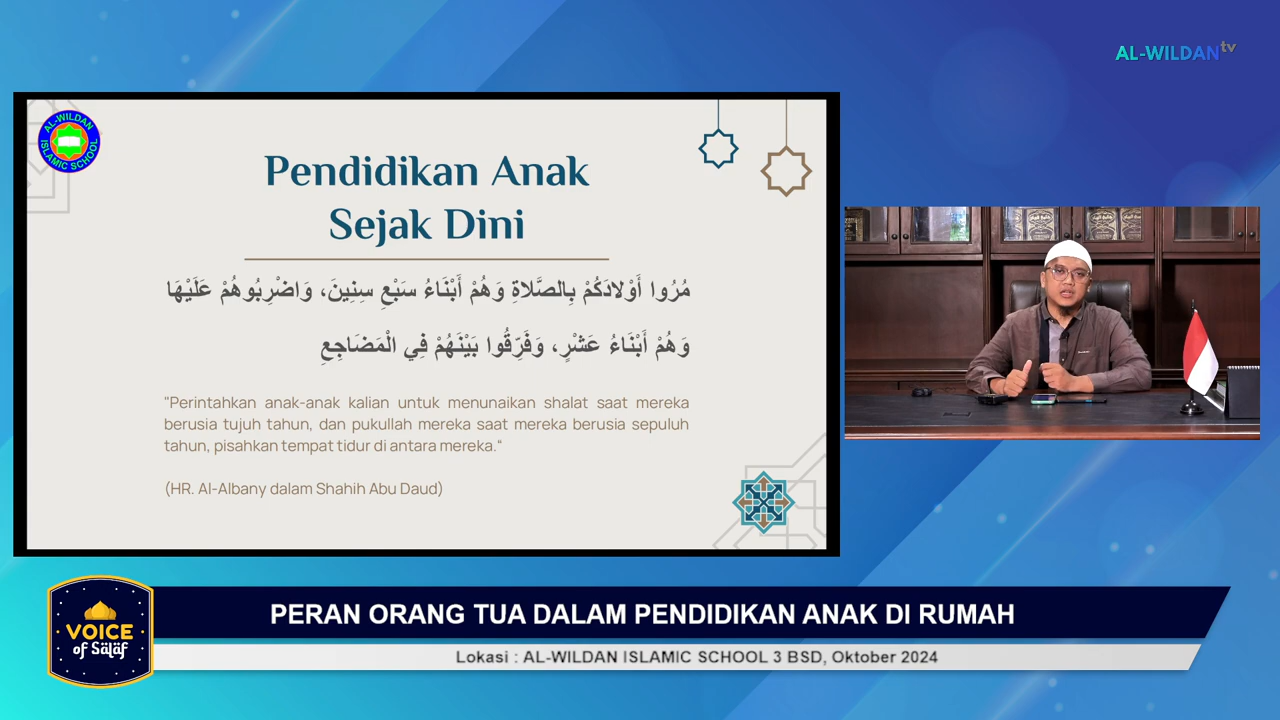 AL-WILDAN tv
AL-WILDAN
ISLAMIC SCHOOL
Pendidikan Anak
Sejak Dini
مُرُوا أَوْلادَكُمْ بِالصَّلاةِ وَهُمْ أَبْنَاءُ سَبْعِ سِنِينَ، وَاضْرِبُوهُمْ عَلَيْهَا
وَهُمْ أَبْنَاءُ عَشْرٍ، وَفَرِّقُوا بَيْنَهُمْ فِي الْمَضَاجِعِ
"Perintahkan anak-anak kalian untuk menunaikan shalat saat mereka
berusia tujuh tahun, dan pukullah mereka saat mereka berusia sepuluh
tahun, pisahkan tempat tidur di antara mereka.“
(HR. Al-Albany dalam Shahih Abu Daud)
VOICE
of Sälåf
PERAN ORANG TUA DALAM PENDIDIKAN ANAK DI RUMAH
Lokasi : AL-WILDAN ISLAMIC SCHOOL 3 BSD, Oktober 2024